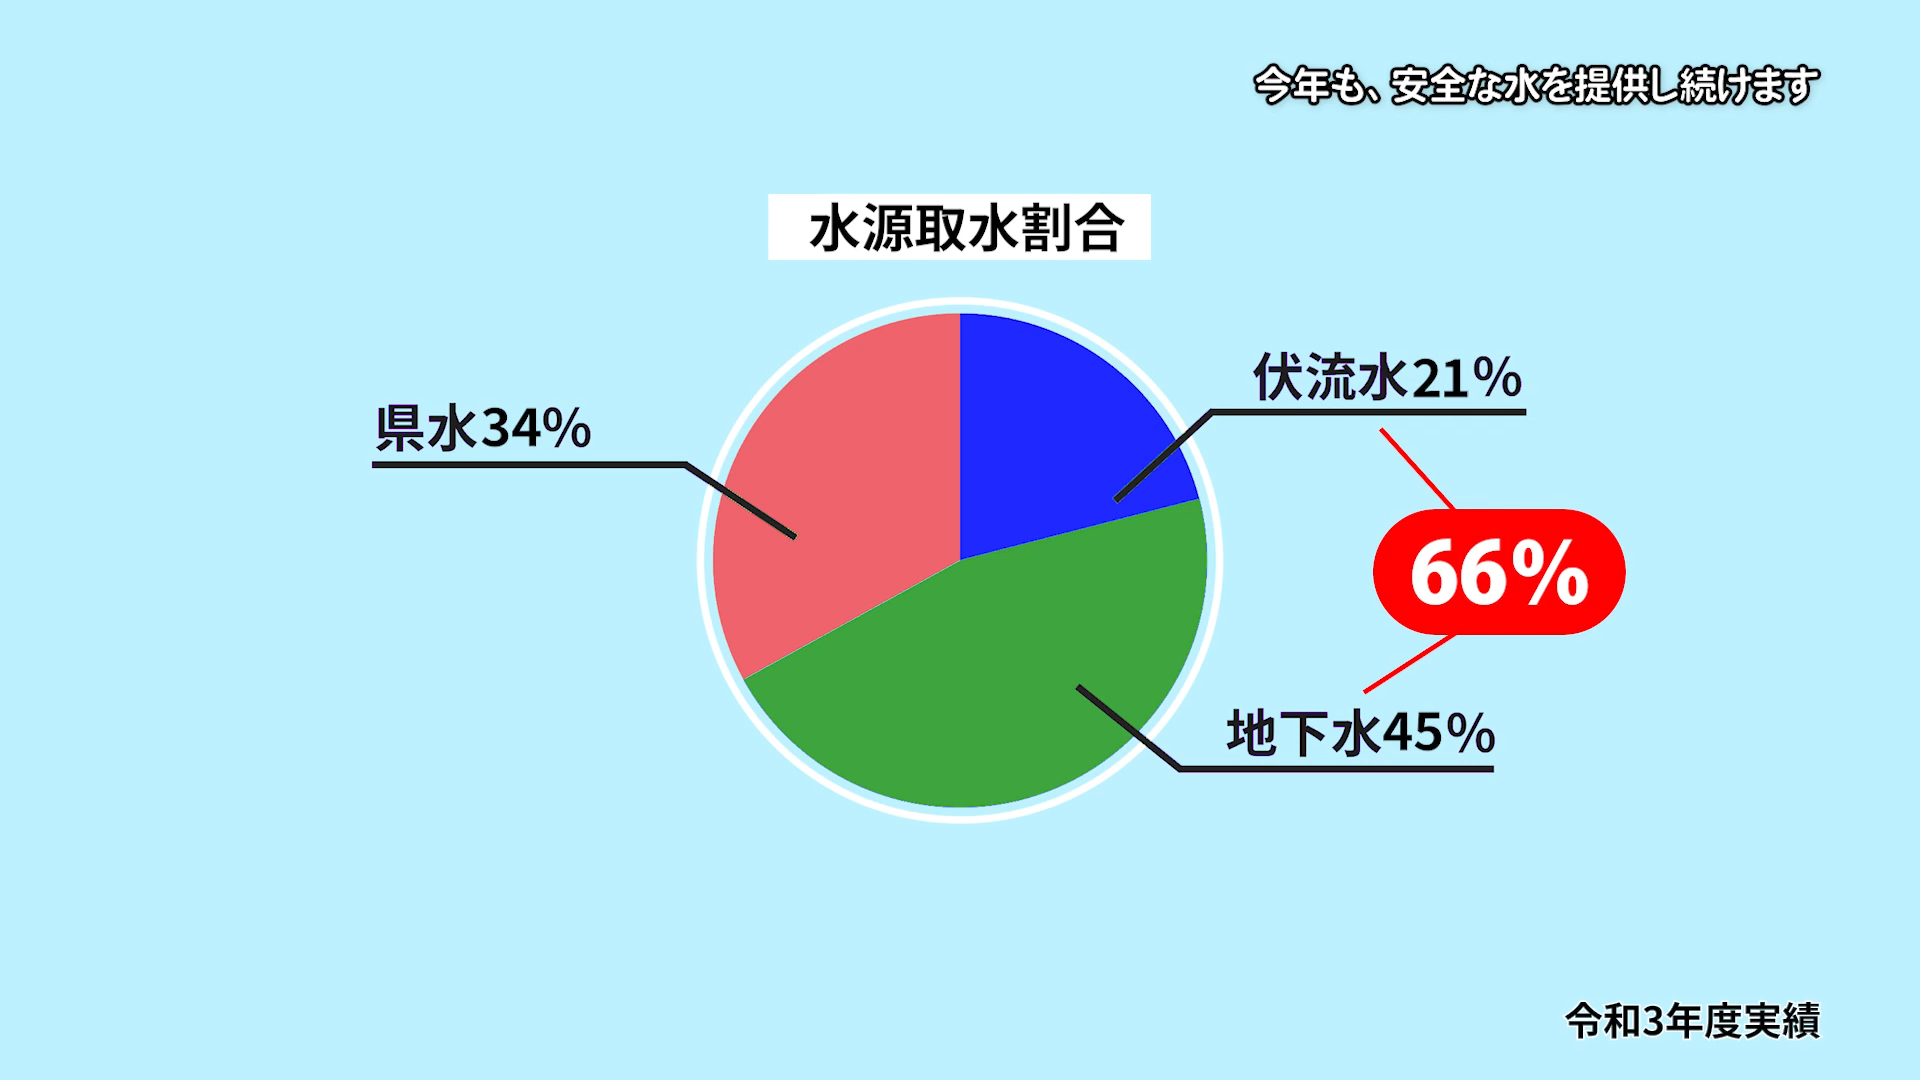 今年も、安全な水を提供し続けます
水源取水割合
伏流水21%
県水34%
66%
地下水45%
令和3年度実績